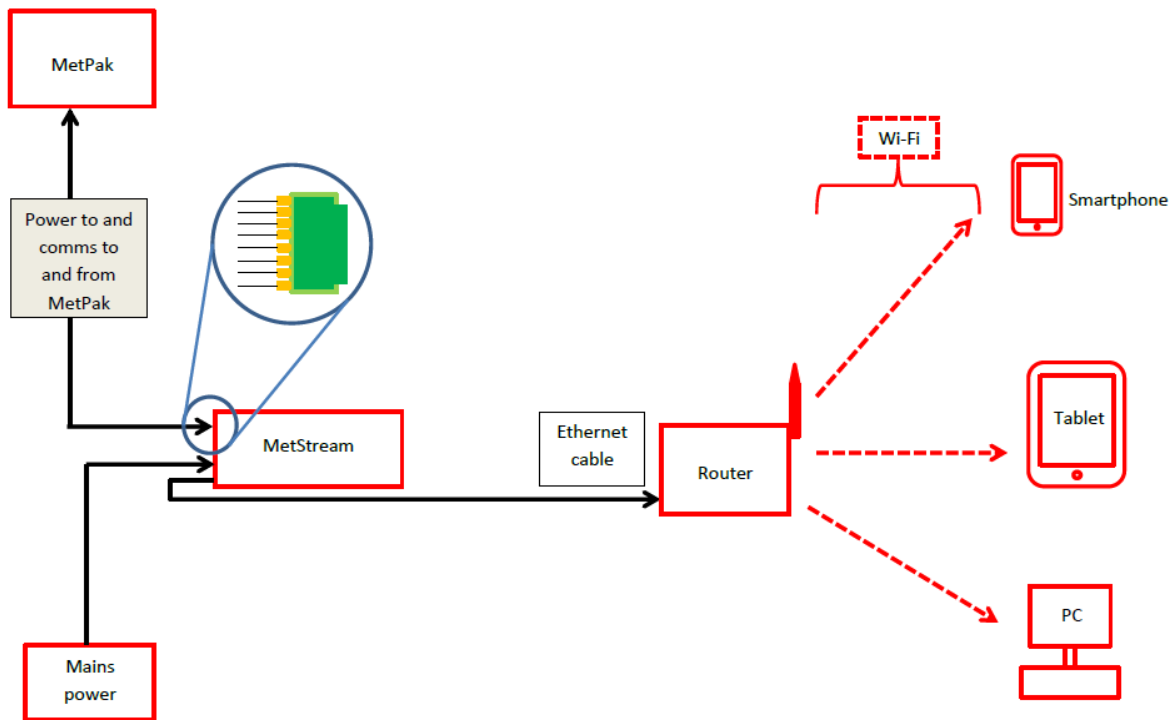 MetPak
Power to and
comms to
and from
MetPak
Wi-Fi
Smartphone
MetStream
Ethernet
cable
Router
Tablet
PC
Mains
power